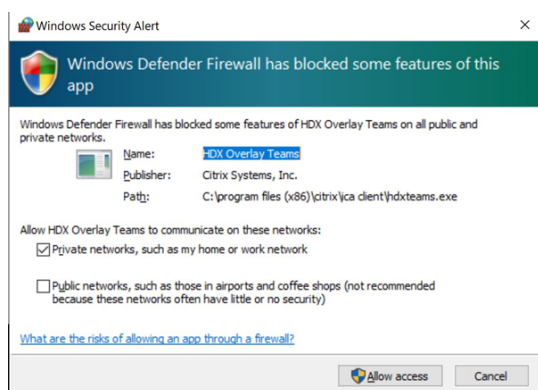 Windows Security Alert
Windows Defender Firewall has blocked some features of this
app
Windows Defender Firewall has blocked some features of HDX Overlay Teams on all public and
private networks.
Name: HDX Overlay Teams
Publisher: Citrix Systems, Inc.
Path: C:\program files (x86)\citrix\ica client\hdxteams.exe
Allow HDX Overlay Teams to communicate on these networks:
Private networks, such as my home or work network
Public networks, such as those in airports and coffee shops (not recommended
because these networks often have little or no security)
What are the risks of allowing an app through a firewall?
Allow access Cancel